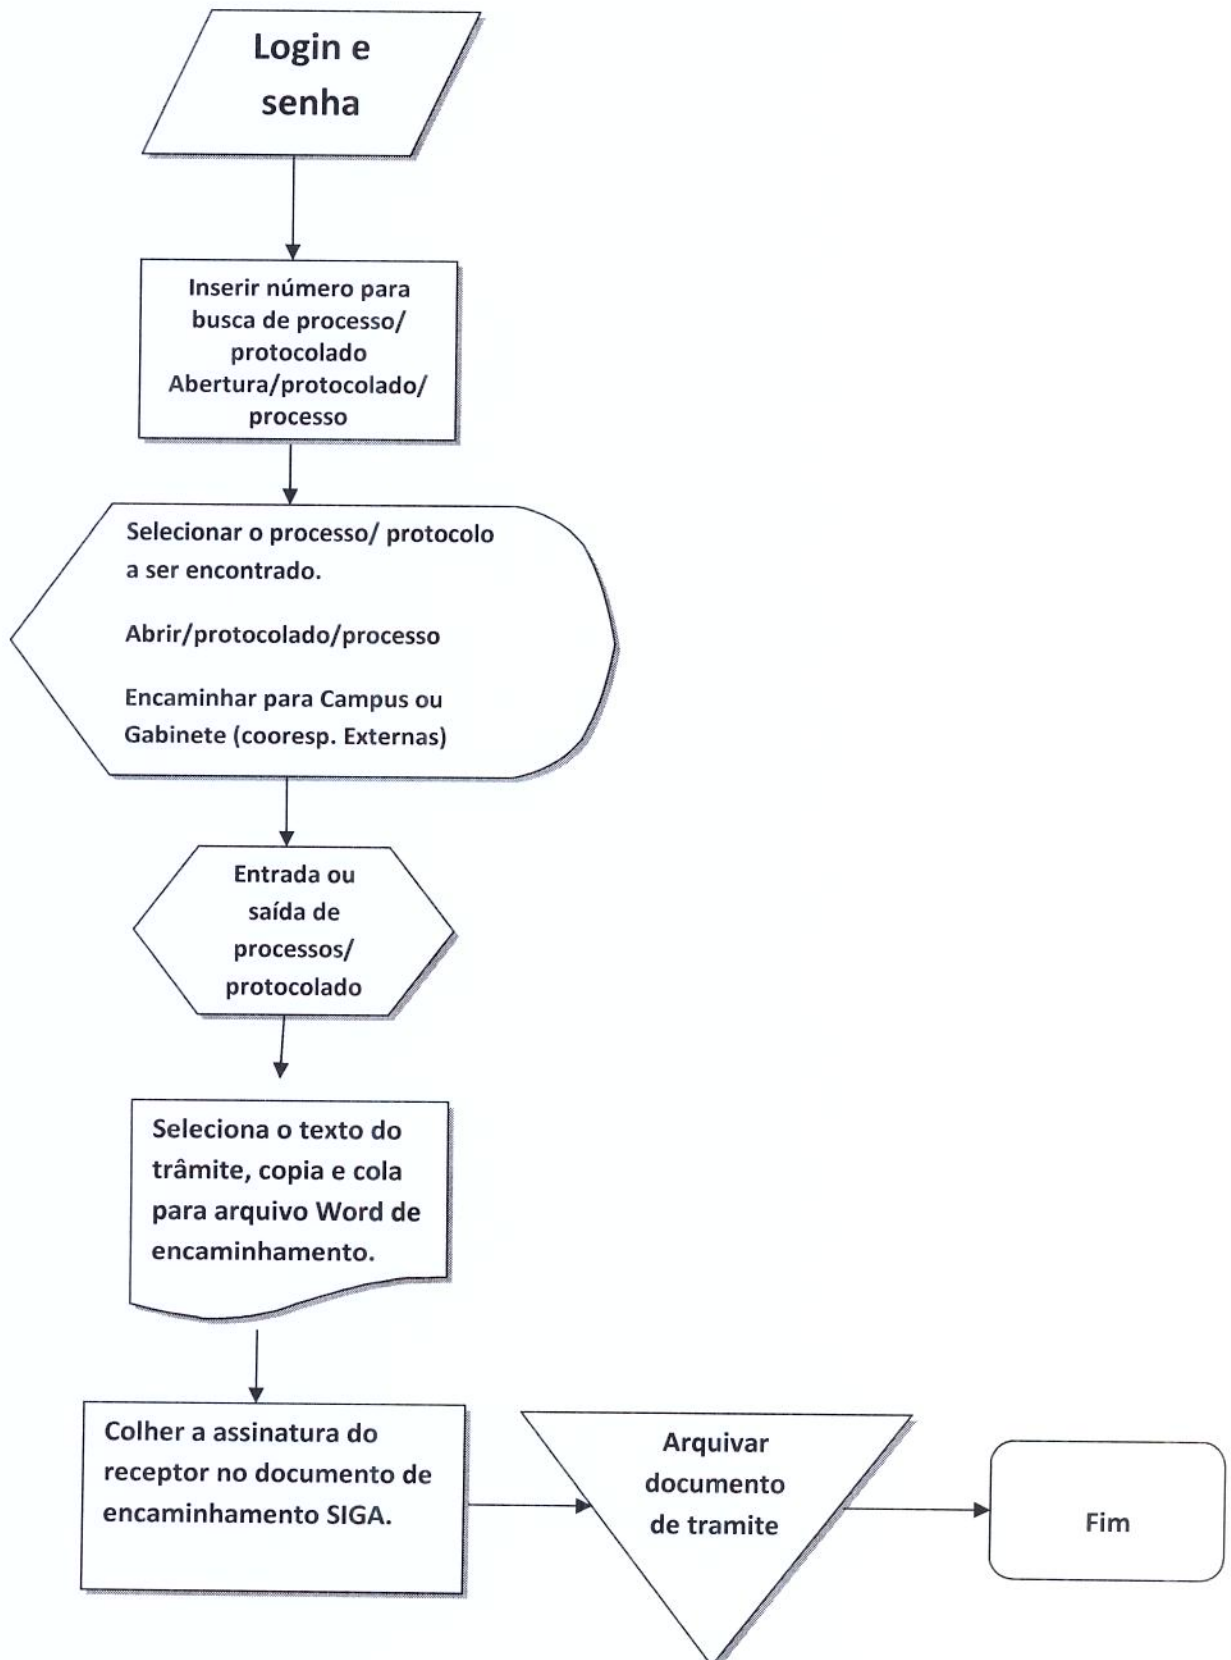 Login e
senha
Inserir número para
busca de processo/
protocolado
Abertura/protocolado/
processo
Selecionar o processo/ protocolo
a ser encontrado.
Abrir/protocolado/processo
Encaminhar para Campus ou
Gabinete (cooresp. Externas)
Entrada ou
saída de
processos/
protocolado
Seleciona o texto do
trâmite, copia e cola
para arquivo Word de
encaminhamento.
Colher a assinatura do
receptor no documento de
encaminhamento SIGA.
Arquivar
documento
de tramite
Fim